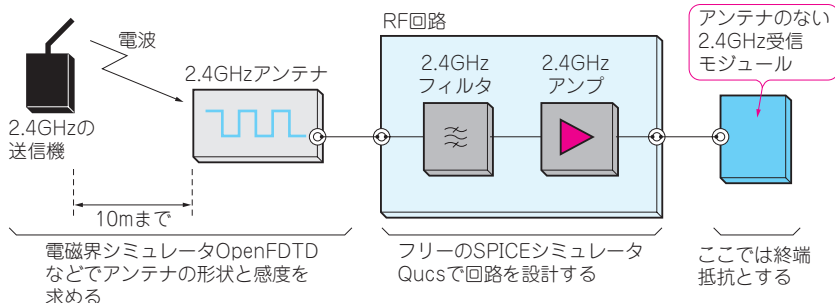 RF回路
アンテナのない
2.4GHz受信
モジュール
電波
2.4GHzアンテナ
2.4GHz
フィルタ
2.4GHz
アンプ
2.4GHzの
送信機
10mまで
電磁界シミュレータOpenFDTD
などでアンテナの形状と感度を
求める
フリーのSPICEシミュレータ
Qucsで回路を設計する
ここでは終端
抵抗とする